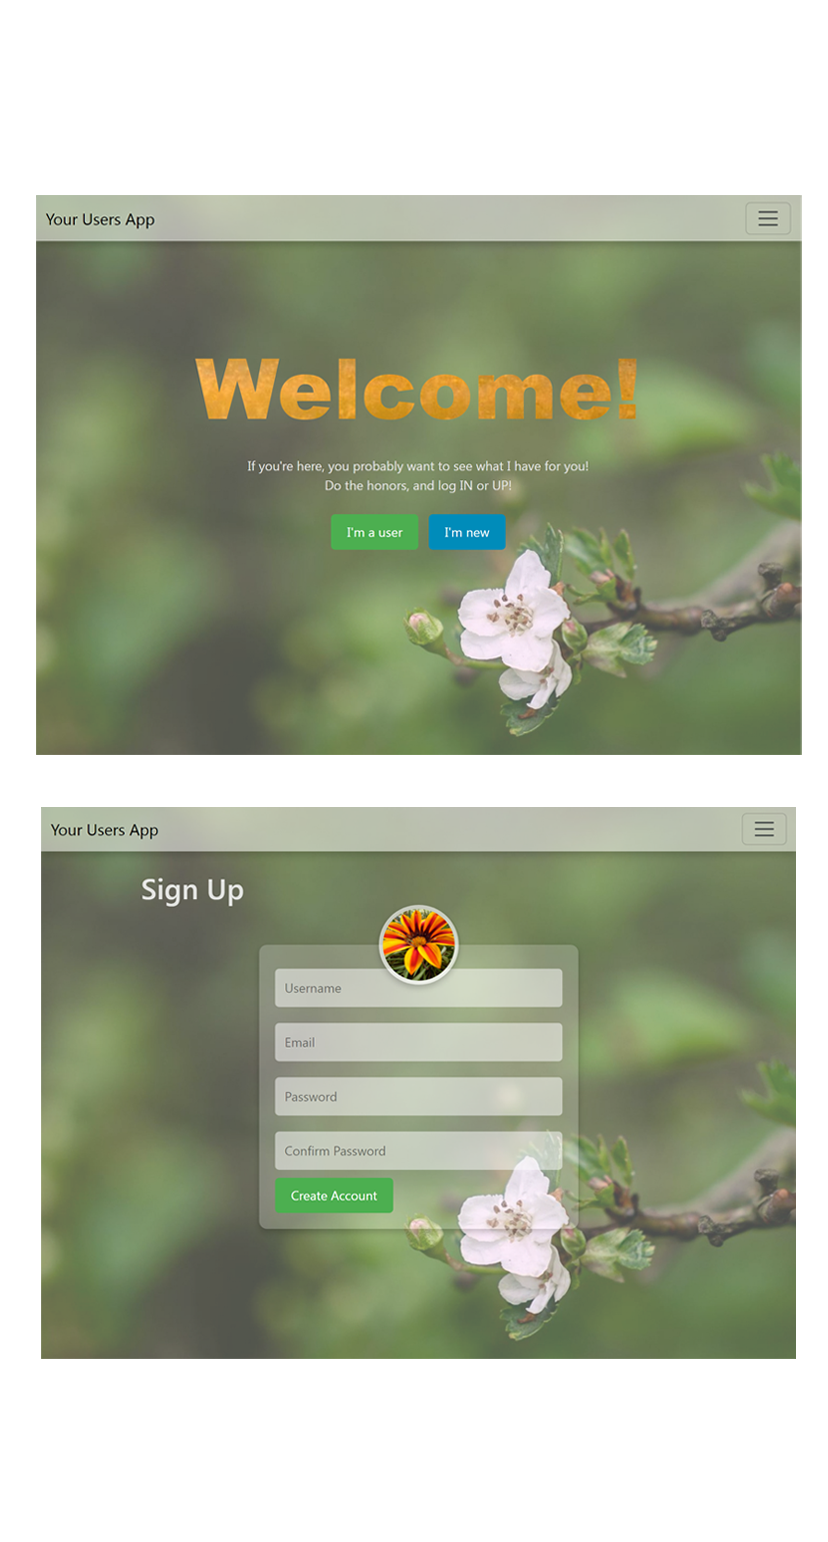 Your Users App
Welcome!
If you're here, you probably want to see what I have for you!
Do the honors, and log IN or UP!
I'm a user
I'm new
Your Users App
Sign Up
Username
Email
Password
Confirm Password
Create Account